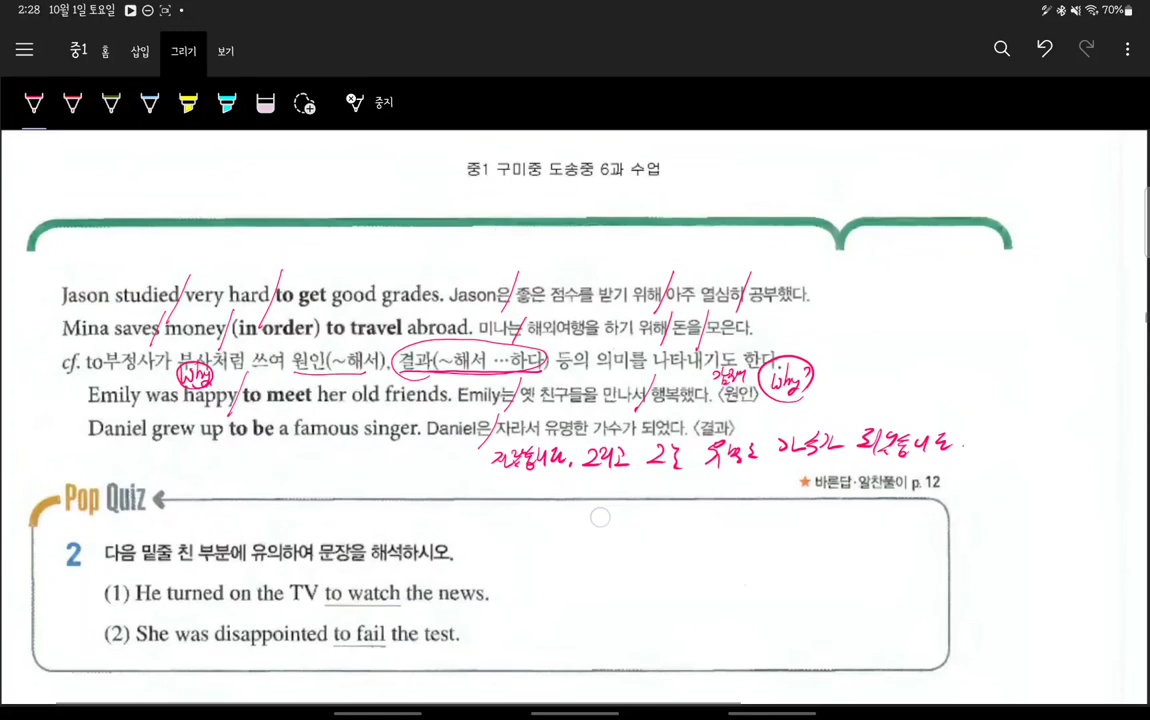 2:28 10월 1일 토요일 70%
중1 홈 삽입 그리기 보기
중지
중1 구미중 도송중 6과 수업
Jason studied very hard to get good grades. Jason은 좋은 점수를 받기 위해 아주 열심히 공부했다.
Mina saves money (in order) to travel abroad. 미나는 해외여행을 하기 위해 돈을 모은다.
cf. to부정사가 부사처럼 쓰여 원인(~해서), 결과(~해서 …하다) 등의 의미를 나타내기도 한다.
Why Why?
Emily was happy to meet her old friends. Emily는 옛 친구들을 만나서 행복했다. <원인>
Daniel grew up to be a famous singer. Daniel은 자라서 유명한 가수가 되었다. <결과>
자랐습니다, 그리고 그는 유명한 가수가 되었습니다.
★ 바른답·알찬풀이 p. 12
Pop Quiz
2 다음 밑줄 친 부분에 유의하여 문장을 해석하시오.
(1) He turned on the TV to watch the news.
(2) She was disappointed to fail the test.